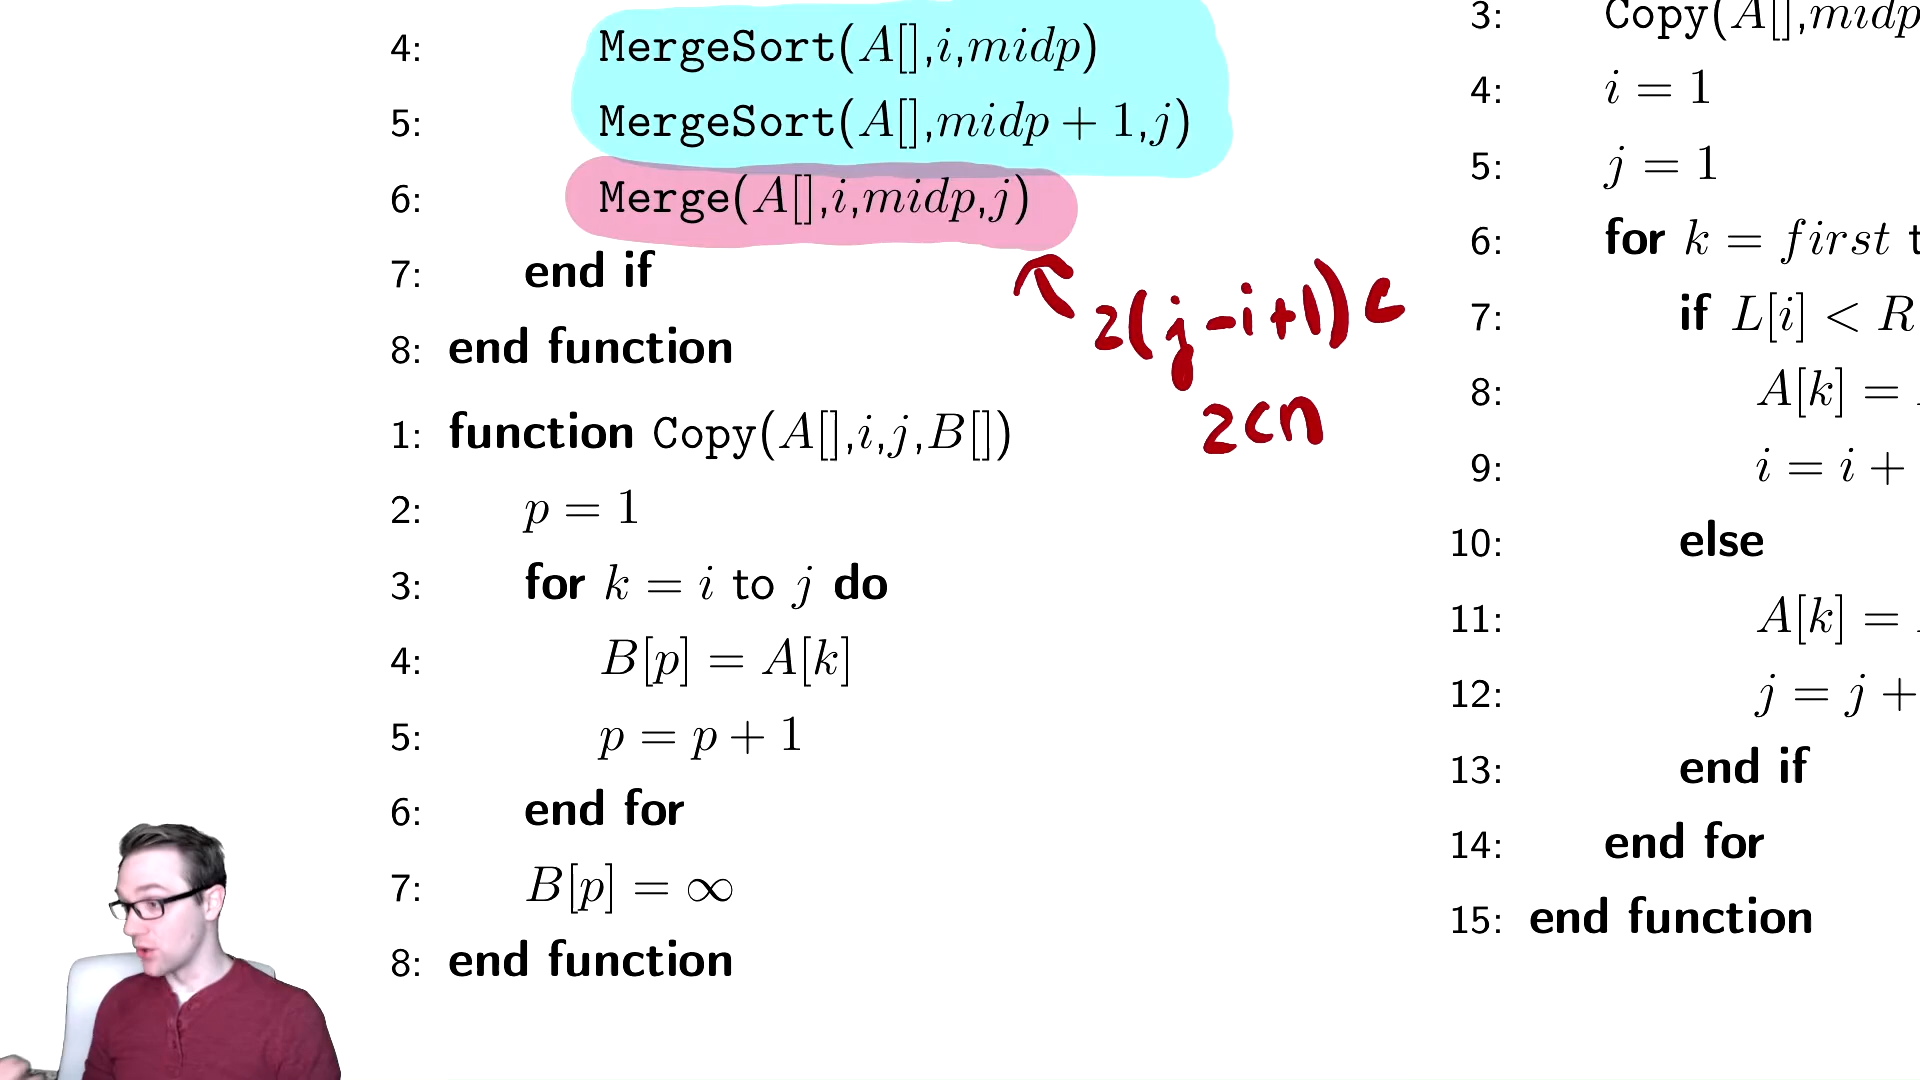 4: MergeSort(A[],i,midp)
5: MergeSort(A[],midp + 1,j)
6: Merge(A[],i,midp,j)
7: end if
8: end function
2(j-i+1)c
2cn
1: function Copy(A[],i,j,B[])
2: p = 1
3: for k = i to j do
4: B[p] = A[k]
5: p = p + 1
6: end for
7: B[p] = ∞
8: end function
3: Copy(A[],midp
4: i = 1
5: j = 1
6: for k = first t
7: if L[i] < R
8: A[k] =
9: i = i +
10: else
11: A[k] =
12: j = j +
13: end if
14: end for
15: end function